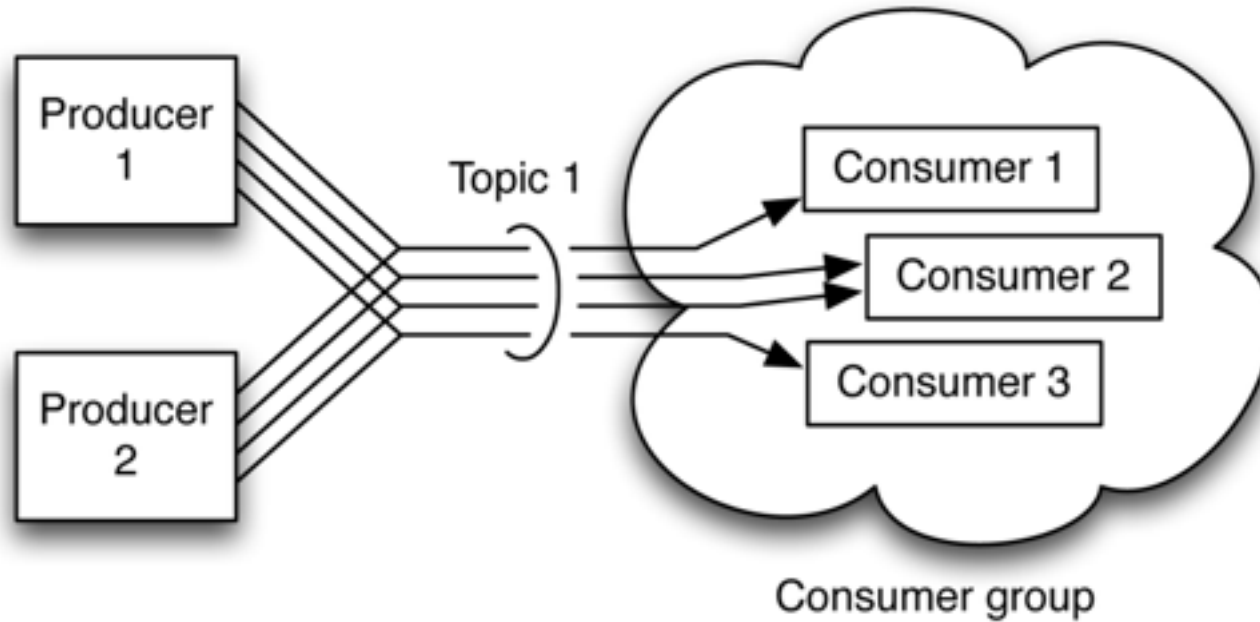 Producer
1
Topic 1
Consumer 1
Consumer 2
Producer
2
Consumer 3
Consumer group